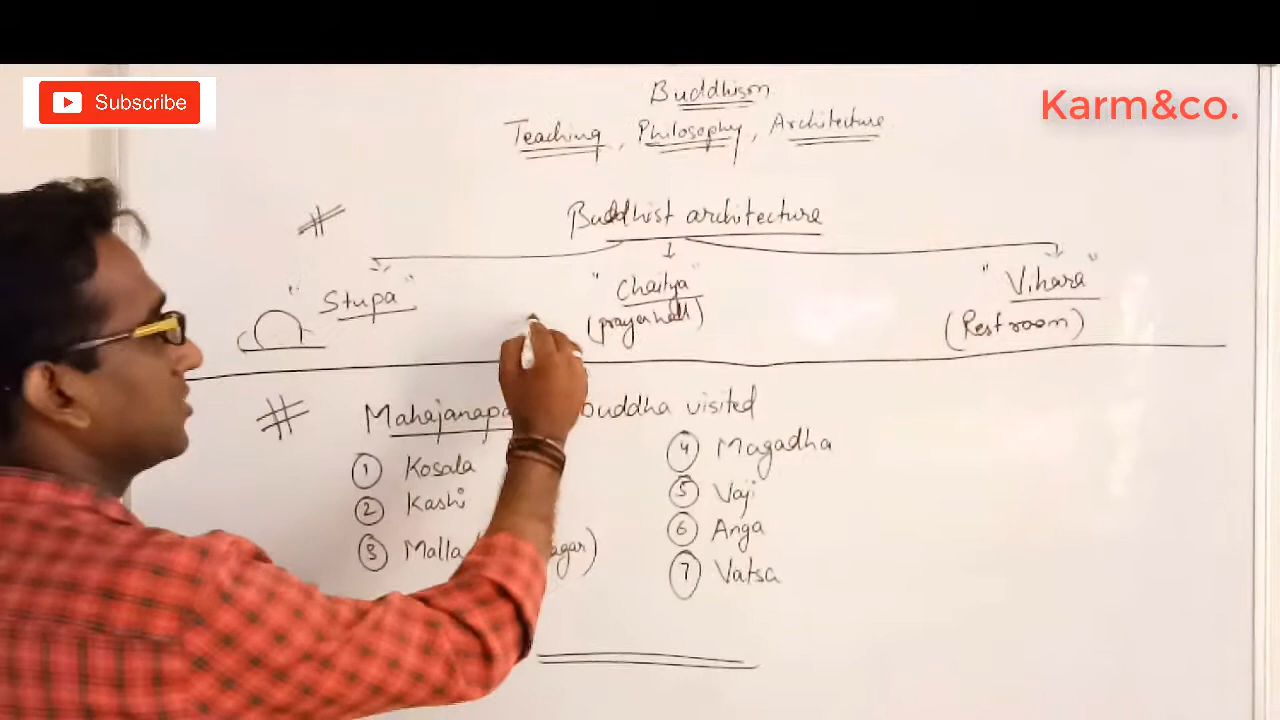 Subscribe
Karm&co.
Buddhism
Teaching, Philosophy, Architecture
# Buddhist architecture
"Stupa"
"Chaitya"
(prayer hall)
"Vihara"
(Rest room)
# Mahajanapa buddha visited
① Kosala
② Kashi
③ Malla agar)
④ Magadha
⑤ Vaji
⑥ Anga
⑦ Vatsa